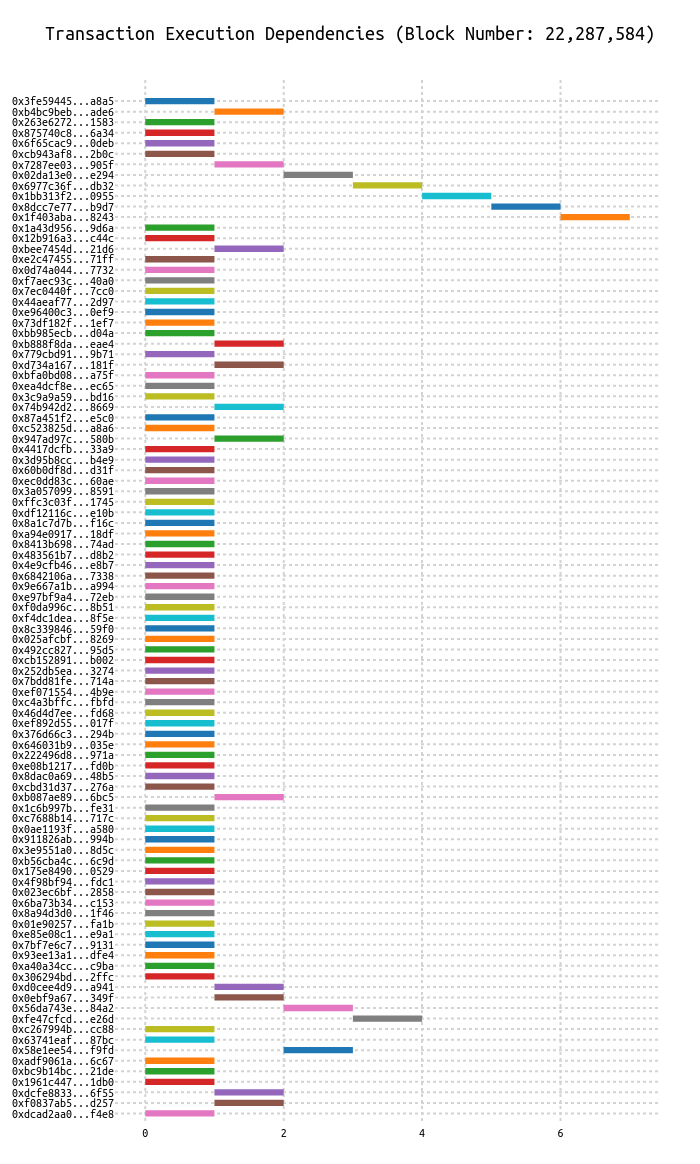 Transaction Execution Dependencies (Block Number: 22,287,584)
0x3fe59445...a8a5
0xb4bc9beb...ade6
0x263e6272...1583
0x875740c8...6a34
0x6f65cac9...0deb
0xcb943af8...2b0c
0x7287ee03...905f
0x02da13e0...e294
0x6977c36f...db32
0x1bb313f2...0955
0x8dcc7e77...b9d7
0x1f403aba...8243
0x1a43d956...9d6a
0x12b916a3...c44c
0xbee7454d...21d6
0xe2c47455...71ff
0x0d74a044...7732
0xf7aec93c...40a0
0x7ec0440f...7cc0
0x44aeaf77...2d97
0xe96400c3...0ef9
0x73df182f...1ef7
0xbb985ecb...d04a
0xb888f8da...eae4
0x779cbd91...9b71
0xd734a167...181f
0xbfa0bd08...a75f
0xea4dcf8e...ec65
0x3c9a9a59...bd16
0x74b942d2...8669
0x87a451f2...e5c0
0xc523825d...a8a6
0x947ad97c...580b
0x4417dcfb...33a9
0x3d95b8cc...b4e9
0x60b0df8d...d31f
0xec0dd83c...60ae
0x3a057099...8591
0xffc3c03f...1745
0xdf12116c...e10b
0x8a1c7d7b...f16c
0xa94e0917...18df
0x8413b698...74ad
0x483561b7...d8b2
0x4e9cfb46...e8b7
0x6842106a...7338
0x9e667a1b...a994
0xe97bf9a4...72eb
0xf0da996c...8b51
0xf4dc1dea...8f5e
0x8c339846...59f0
0x025afcbf...8269
0x492cc827...95d5
0xcb152891...b002
0x252db5ea...3274
0x7bdd81fe...714a
0xef071554...4b9e
0xc4a3bffc...fbfd
0x46d4d7ee...fd68
0xef892d55...017f
0x376d66c3...294b
0x646031b9...035e
0x222496d8...971a
0xe08b1217...fd0b
0x8dac0a69...48b5
0xcbd31d37...276a
0xb087ae89...6bc5
0x1c6b997b...fe31
0xc7688b14...717c
0x0ae1193f...a580
0x911826ab...994b
0x3e9551a0...8d5c
0xb56cba4c...6c9d
0x175e8490...0529
0x4f98bf94...fdc1
0x023ec6bf...2858
0x6ba73b34...c153
0x8a94d3d0...1f46
0x01e90257...fa1b
0xe85e08c1...e9a1
0x7bf7e6c7...9131
0x93ee13a1...dfe4
0xa40a34cc...c9ba
0x306294bd...2ffc
0xd0cee4d9...a941
0x0ebf9a67...349f
0x56da743e...84a2
0xfe47cfcd...e26d
0xc267994b...cc88
0x63741eaf...87bc
0x58e1ee54...f9fd
0xadf9061a...6c67
0xbc9b14bc...21de
0x1961c447...1db0
0xdcfe8833...6f55
0xf0837ab5...d257
0xdcad2aa0...f4e8
0 2 4 6